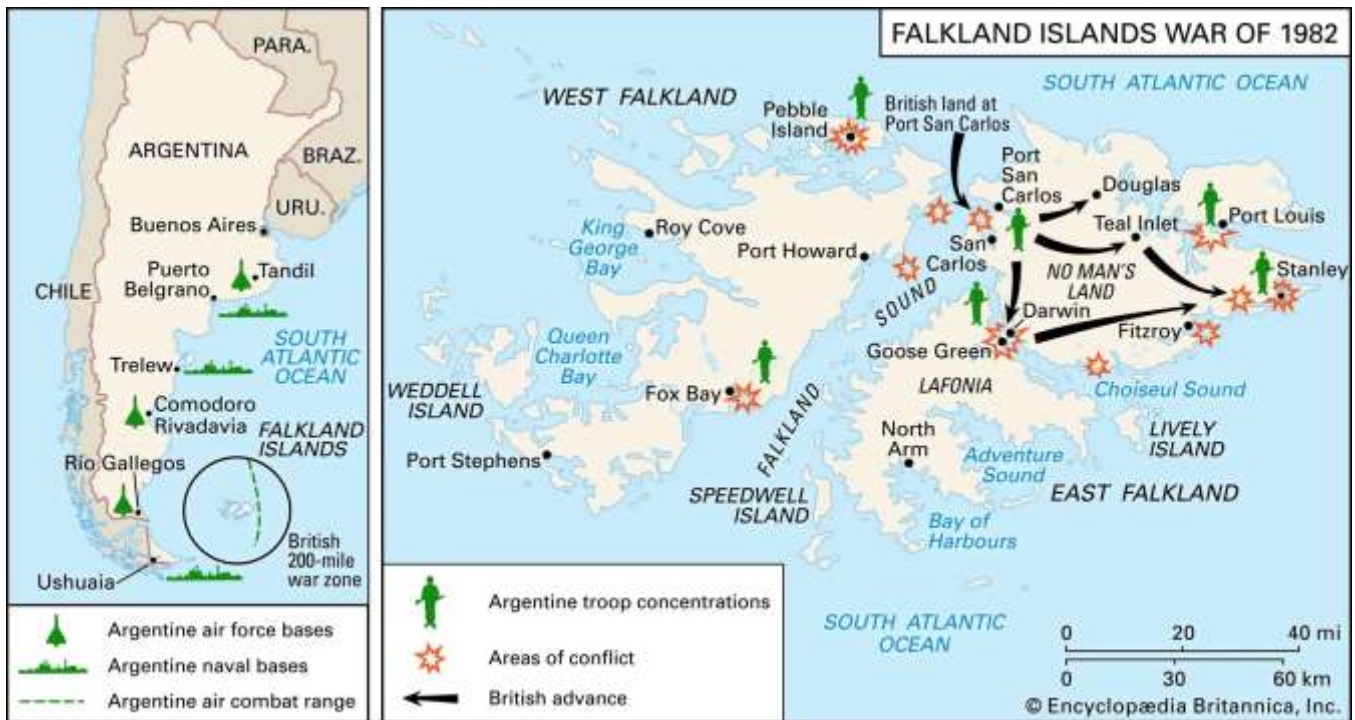 PARA.
ARGENTINA
BRAZ.
URU.
Buenos Aires
Puerto
Belgrano
Tandil
CHILE
SOUTH
ATLANTIC
OCEAN
Trelew
Comodoro
Rivadavia
FALKLAND
ISLANDS
Río Gallegos
British
200-mile
war zone
Ushuaia
Argentine air force bases
Argentine naval bases
Argentine air combat range
FALKLAND ISLANDS WAR OF 1982
SOUTH ATLANTIC
OCEAN
WEST FALKLAND
Pebble
Island
British land at
Port San Carlos
Port
San
Carlos
Douglas
Teal Inlet
Port Louis
King
George
Bay
Roy Cove
Port Howard
San
Carlos
NO MAN'S
LAND
Stanley
SOUND
Darwin
Goose Green
Fitzroy
Queen
Charlotte
Bay
LAFONIA
Choiseul Sound
WEDDELL
ISLAND
Fox Bay
FALKLAND
LIVELY
ISLAND
North
Arm
Adventure
Sound
Port Stephens
SPEEDWELL
ISLAND
EAST FALKLAND
Bay of
Harbours
Argentine troop concentrations
Areas of conflict
British advance
SOUTH ATLANTIC
OCEAN
0 20 40 mi
0 30 60 km
© Encyclopædia Britannica, Inc.